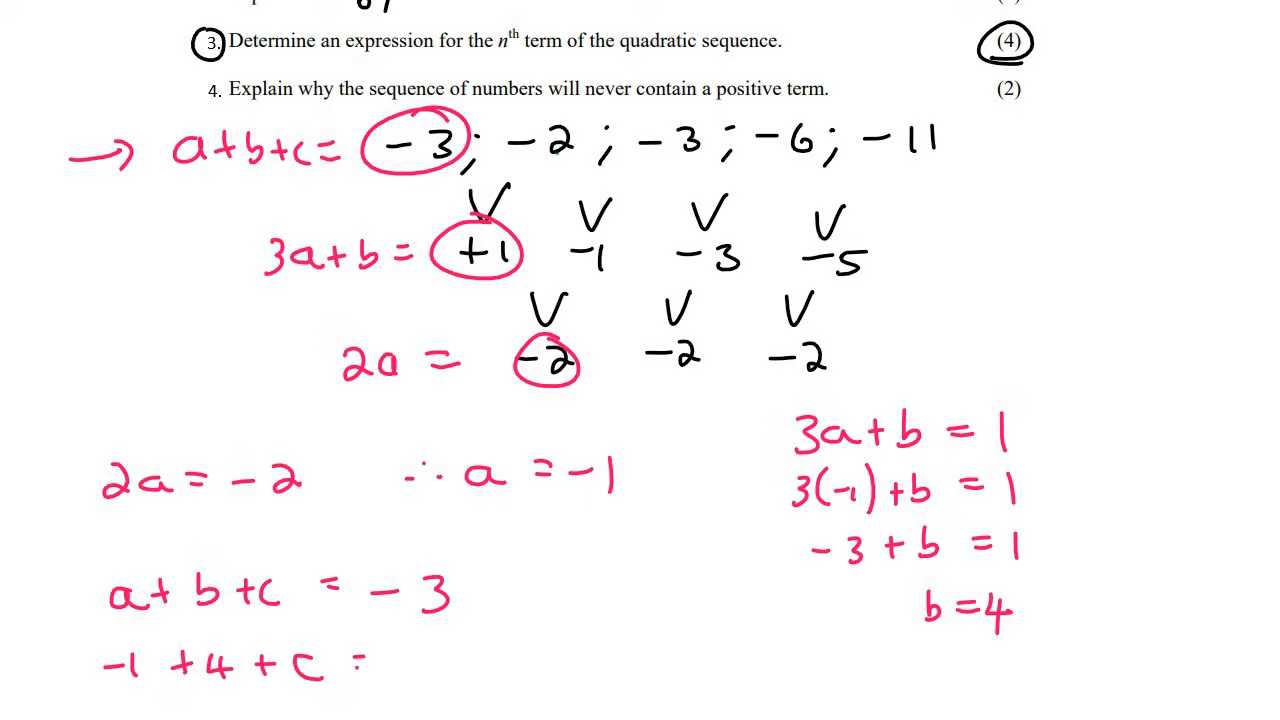 3. Determine an expression for the nth term of the quadratic sequence. (4)
4. Explain why the sequence of numbers will never contain a positive term. (2)
→ a+b+c = -3 ; -2 ; -3 ; -6 ; -11
3a+b = +1 -1 -3 -5
2a = -2 -2 -2
2a = -2 ∴ a = -1
a + b + c = -3
-1 + 4 + c =
3a + b = 1
3(-1) + b = 1
-3 + b = 1
b = 4